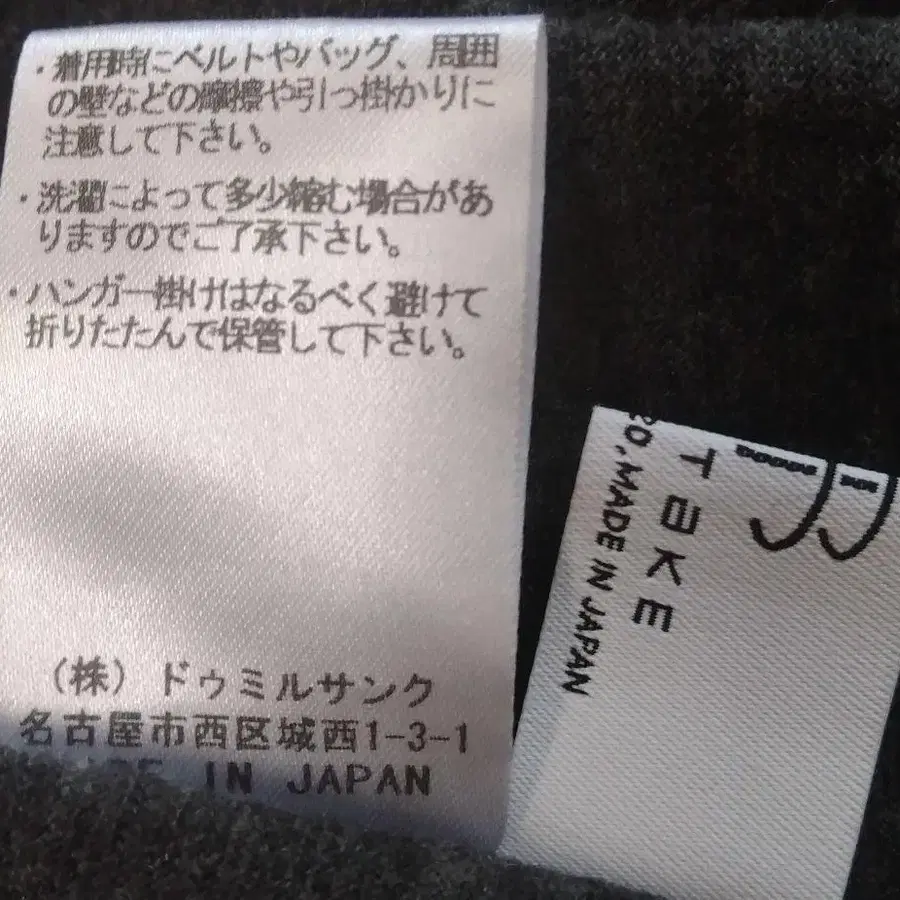 ・着用時にベルトやバッグ、周囲
の壁などの摩擦や引っ掛かりに
注意して下さい。
・洗濯によって多少縮む場合があ
りますのでご了承下さい。
・ハンガー掛けはなるべく避けて
折りたたんで保管して下さい。
(株)ドゥミルサンク
名古屋市西区城西1-3-1
MADE IN JAPAN
TAKE
MADE IN JAPAN